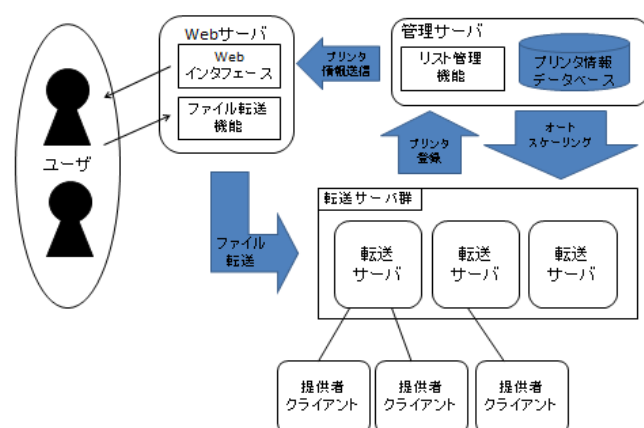 Webサーバ
Web
インタフェース
ファイル転送
機能
ユーザ
プリンタ
情報送信
管理サーバ
リスト管理
機能
プリンタ情報
データベース
プリンタ
登録
オート
スケーリング
ファイル
転送
転送サーバ群
転送
サーバ
転送
サーバ
転送
サーバ
提供者
クライアント
提供者
クライアント
提供者
クライアント